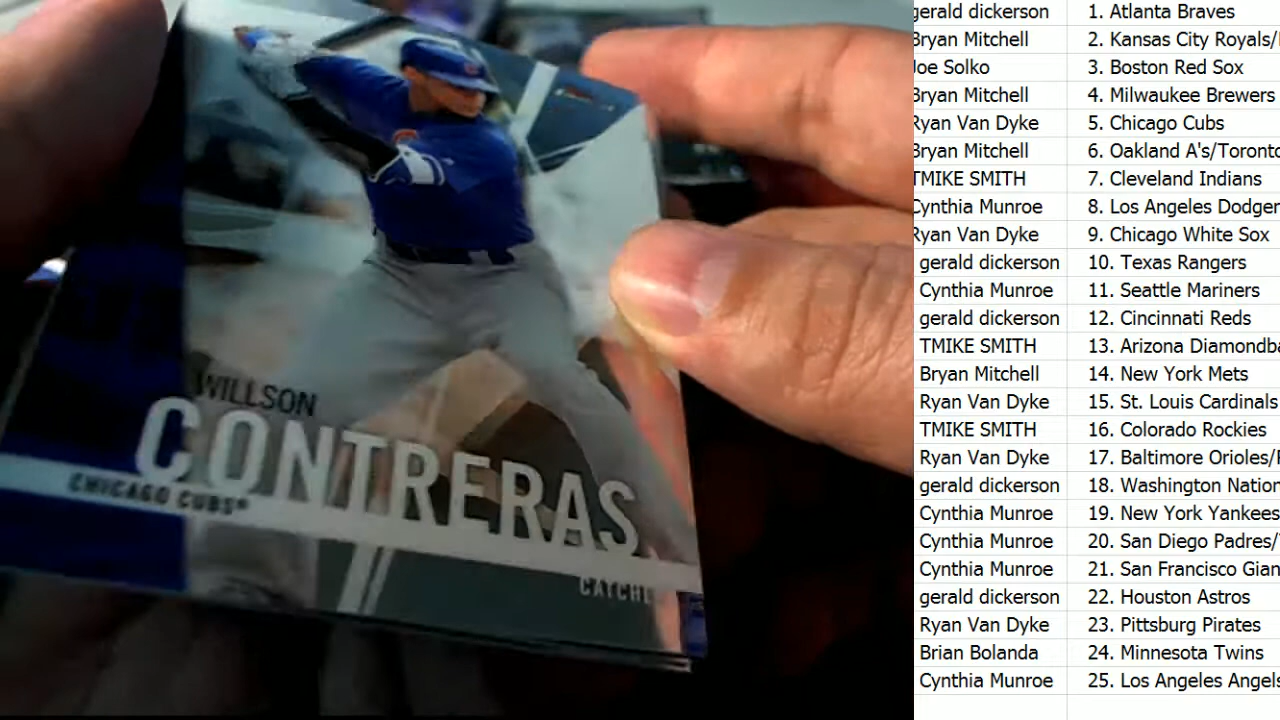 WILLSON
CONTRERAS
CHICAGO CUBS
CATCHE
gerald dickerson 1. Atlanta Braves
Bryan Mitchell 2. Kansas City Royals/
Joe Solko 3. Boston Red Sox
Bryan Mitchell 4. Milwaukee Brewers
Ryan Van Dyke 5. Chicago Cubs
Bryan Mitchell 6. Oakland A's/Toronto
TMIKE SMITH 7. Cleveland Indians
Cynthia Munroe 8. Los Angeles Dodger
Ryan Van Dyke 9. Chicago White Sox
gerald dickerson 10. Texas Rangers
Cynthia Munroe 11. Seattle Mariners
gerald dickerson 12. Cincinnati Reds
TMIKE SMITH 13. Arizona Diamondba
Bryan Mitchell 14. New York Mets
Ryan Van Dyke 15. St. Louis Cardinals
TMIKE SMITH 16. Colorado Rockies
Ryan Van Dyke 17. Baltimore Orioles/
gerald dickerson 18. Washington Nation
Cynthia Munroe 19. New York Yankees
Cynthia Munroe 20. San Diego Padres/
Cynthia Munroe 21. San Francisco Gian
gerald dickerson 22. Houston Astros
Ryan Van Dyke 23. Pittsburg Pirates
Brian Bolanda 24. Minnesota Twins
Cynthia Munroe 25. Los Angeles Angels